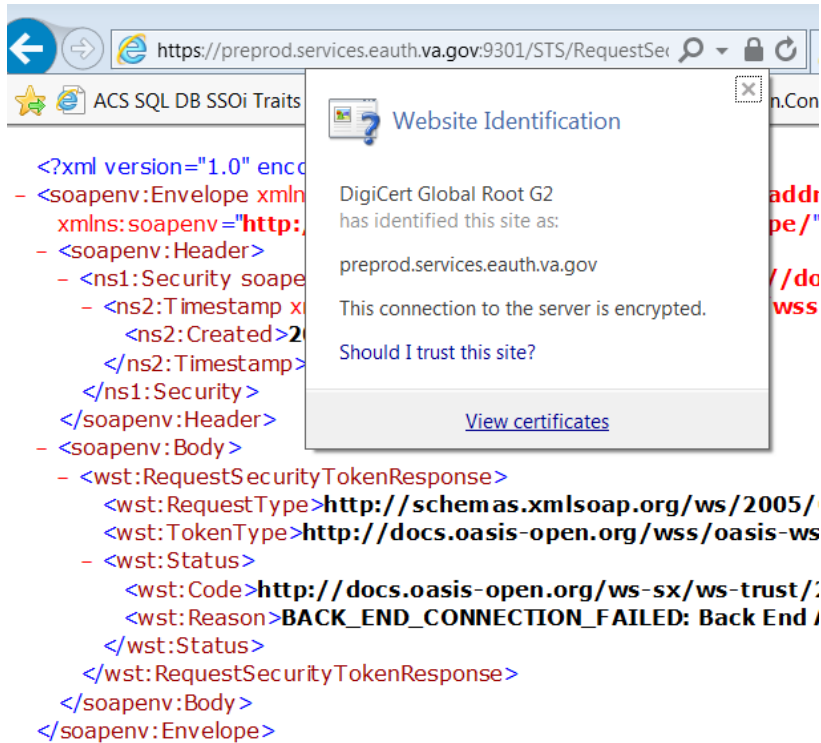 https://preprod.services.eauth.va.gov:9301/STS/RequestSec
ACS SQL DB SSOi Traits
n.Con
Website Identification
DigiCert Global Root G2
has identified this site as:
preprod.services.eauth.va.gov
This connection to the server is encrypted.
Should I trust this site?
View certificates
<?xml version="1.0" enco
- <soapenv:Envelope xmln addr
xmlns:soapenv="http: pe/"
- <soapenv:Header>
- <ns1:Security soape //do
- <ns2:Timestamp x wss
<ns2:Created>20
</ns2:Timestamp>
</ns1:Security>
</soapenv:Header>
- <soapenv:Body>
- <wst:RequestSecurityTokenResponse>
<wst:RequestType>http://schemas.xmlsoap.org/ws/2005/
<wst:TokenType>http://docs.oasis-open.org/wss/oasis-ws
- <wst:Status>
<wst:Code>http://docs.oasis-open.org/ws-sx/ws-trust/2
<wst:Reason>BACK_END_CONNECTION_FAILED: Back End A
</wst:Status>
</wst:RequestSecurityTokenResponse>
</soapenv:Body>
</soapenv:Envelope>